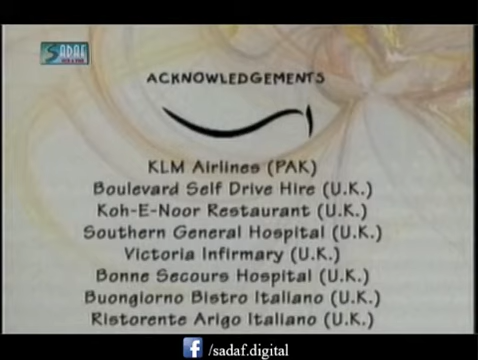 SADAF
ACKNOWLEDGEMENTS
KLM Airlines (PAK)
Boulevard Self Drive Hire (U.K.)
Koh-E-Noor Restaurant (U.K.)
Southern General Hospital (U.K.)
Victoria Infirmary (U.K.)
Bonne Secours Hospital (U.K.)
Buongiorno Bistro Italiano (U.K.)
Ristorente Arigo Italiano (U.K.)
f /sadaf.digital